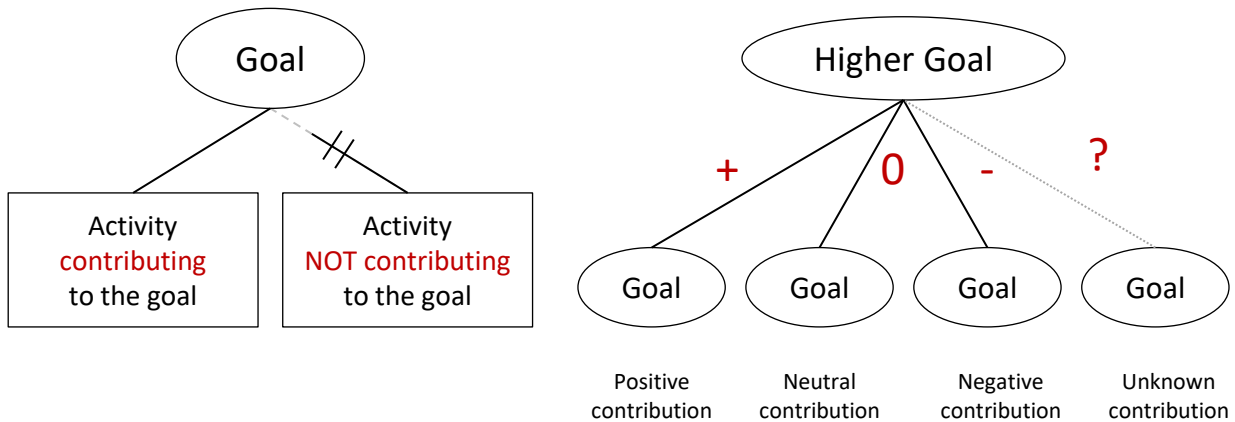 Goal
Activity
contributing
to the goal
Activity
NOT contributing
to the goal
Higher Goal
+
0
-
?
Goal
Goal
Goal
Goal
Positive
contribution
Neutral
contribution
Negative
contribution
Unknown
contribution